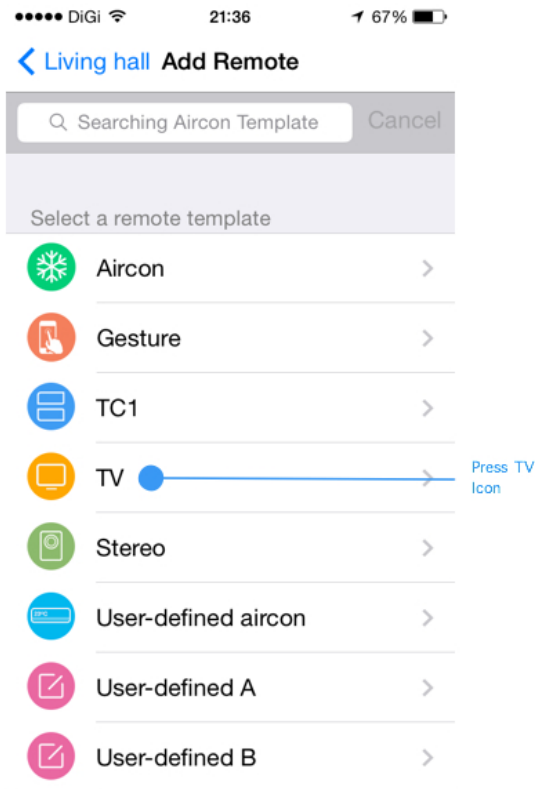 DiGi 21:36 67%
Living hall Add Remote
Searching Aircon Template Cancel
Select a remote template
Aircon
Gesture
TC1
TV
Press TV
Icon
Stereo
User-defined aircon
User-defined A
User-defined B